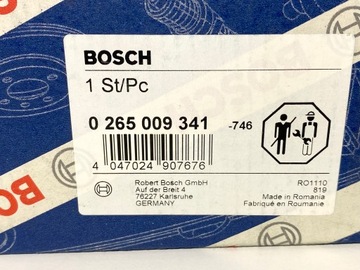 BOSCH
1 St/Pc
0 265 009 341 -746
4 047024 907676
Robert Bosch GmbH
Auf der Breit 4
76227 Karlsruhe
GERMANY
RO1110
819
Made in Romania
Fabriqué en Roumanie